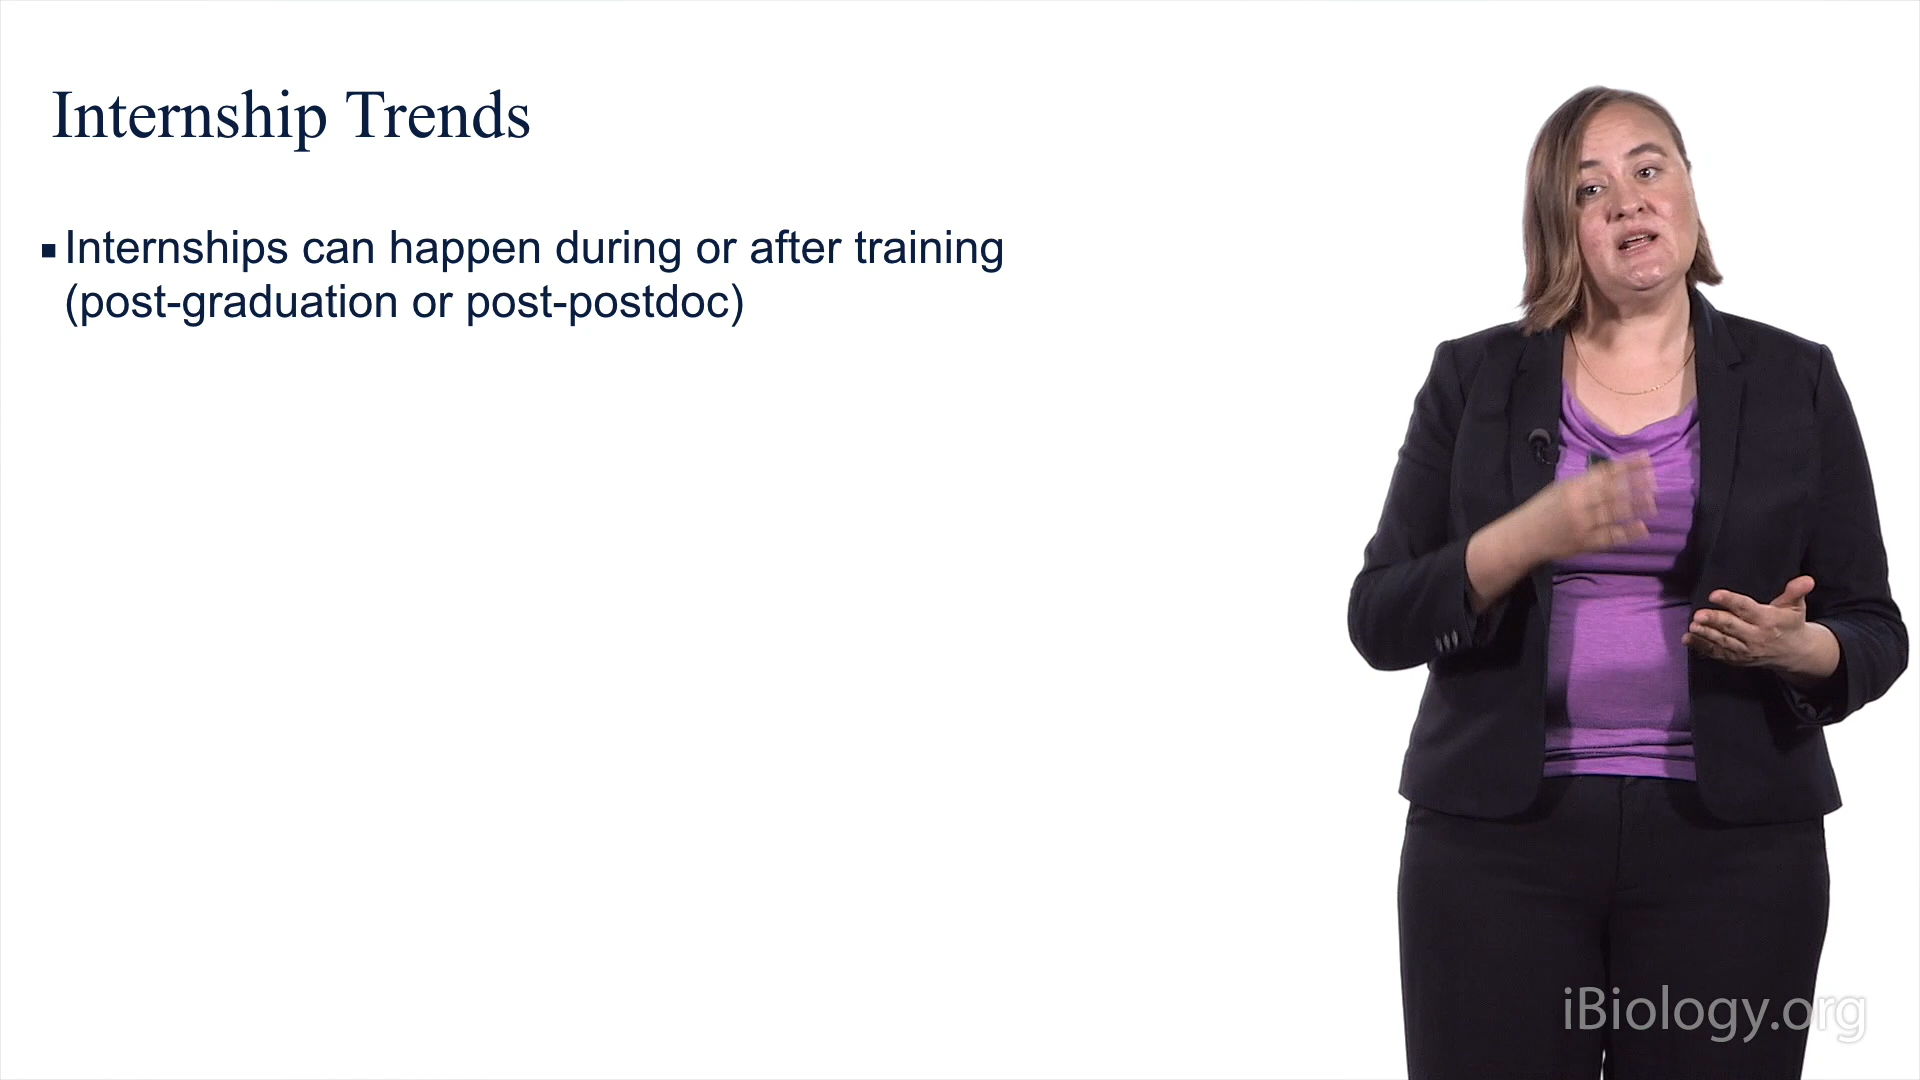 Internship Trends
▪ Internships can happen during or after training
(post-graduation or post-postdoc)
iBiology.org